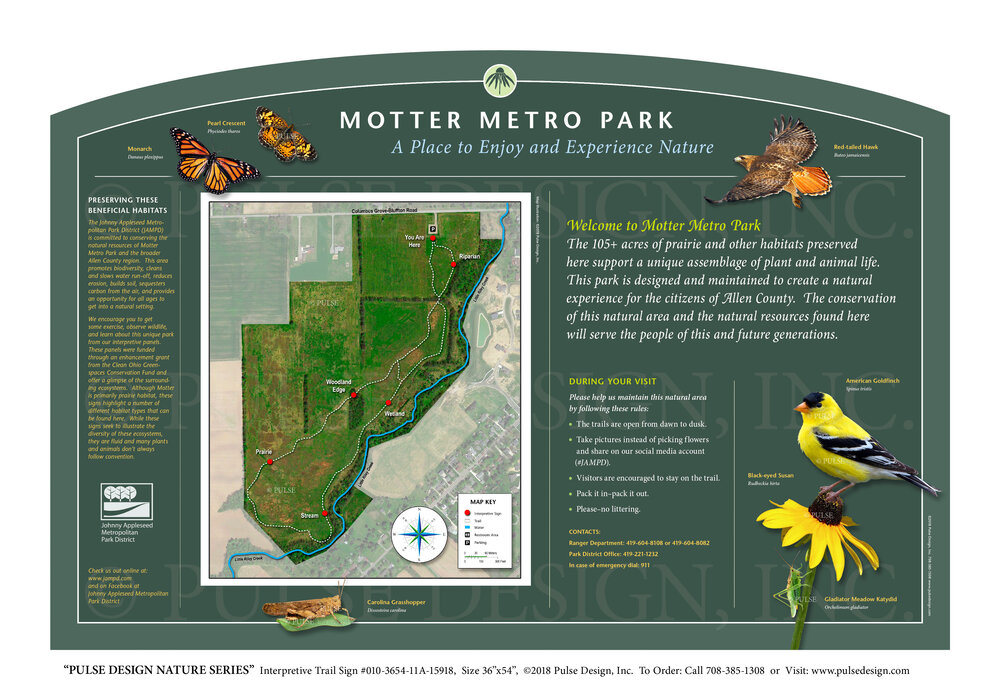 MOTTER METRO PARK
A Place to Enjoy and Experience Nature
Pearl Crescent
Phyciodes tharos
Monarch
Danaus plexippus
Red-tailed Hawk
Buteo jamaicensis
PRESERVING THESE
BENEFICIAL HABITATS
The Johnny Appleseed Metro-
politan Park District (JAMPD)
is committed to conserving the
natural resources of Motter
Metro Park and the broader
Allen County region. This area
promotes biodiversity, cleans
and slows water run-off, reduces
erosion, builds soil, sequesters
carbon from the air, and provides
an opportunity for all ages to
get into a natural setting.
We encourage you to get
some exercise, observe wildlife,
and learn about this unique park
from our interpretive panels.
These panels were funded
through an enhancement grant
from the Clean Ohio Green-
spaces Conservation Fund and
offer a glimpse of the surround-
ing ecosystems. Although Motter
is primarily prairie habitat, these
signs highlight a number of
different habitat types that can
be found here. While these
signs seek to illustrate the
diversity of these ecosystems,
they are fluid and many plants
and animals don't always
follow convention.
Johnny Appleseed
Metropolitan
Park District
Check us out online at:
www.jampd.com
and on Facebook at
Johnny Appleseed Metropolitan
Park District
Columbus Grove-Bluffton Road
P
You Are
Here
Riparian
Little Riley Creek
Woodland
Edge
Wetland
Prairie
Stream
Little Riley Creek
Little Riley Creek
MAP KEY
Interpretive Sign
Trail
Water
Restroom Area
P Parking
Carolina Grasshopper
Dissosteira carolina
Welcome to Motter Metro Park
The 105+ acres of prairie and other habitats preserved
here support a unique assemblage of plant and animal life.
This park is designed and maintained to create a natural
experience for the citizens of Allen County. The conservation
of this natural area and the natural resources found here
will serve the people of this and future generations.
DURING YOUR VISIT
Please help us maintain this natural area
by following these rules:
• The trails are open from dawn to dusk.
• Take pictures instead of picking flowers
and share on our social media account
(#JAMPD).
• Visitors are encouraged to stay on the trail.
• Pack it in–pack it out.
• Please–no littering.
CONTACTS:
Ranger Department: 419-604-8108 or 419-604-8082
Park District Office: 419-221-1232
In case of emergency dial: 911
American Goldfinch
Spinus tristis
Black-eyed Susan
Rudbeckia hirta
Gladiator Meadow Katydid
Orchelimum gladiator
© PULSE DESIGN, INC.
© PULSE DESIGN, INC.
© PULSE DESIGN, INC.
"PULSE DESIGN NATURE SERIES" Interpretive Trail Sign #010-3654-11A-15918, Size 36"x54", ©2018 Pulse Design, Inc. To Order: Call 708-385-1308 or Visit: www.pulsedesign.com